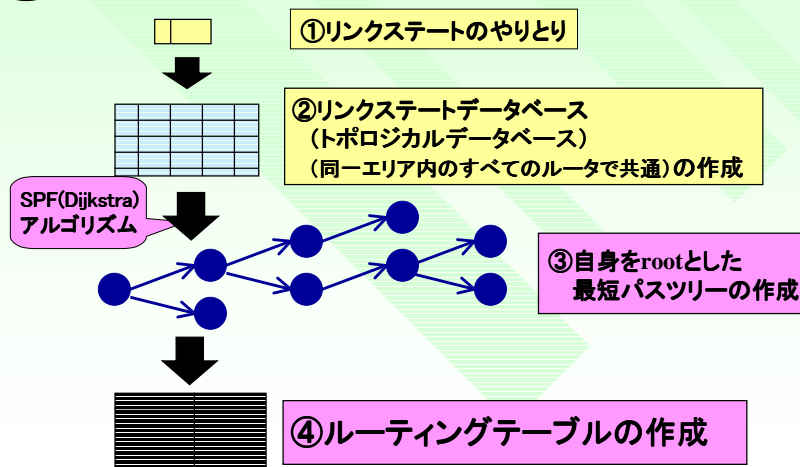 ①リンクステートのやりとり
②リンクステートデータベース
(トポロジカルデータベース)
(同一エリア内のすべてのルータで共通)の作成
SPF(Dijkstra)
アルゴリズム
③自身をrootとした
最短パスツリーの作成
④ルーティングテーブルの作成